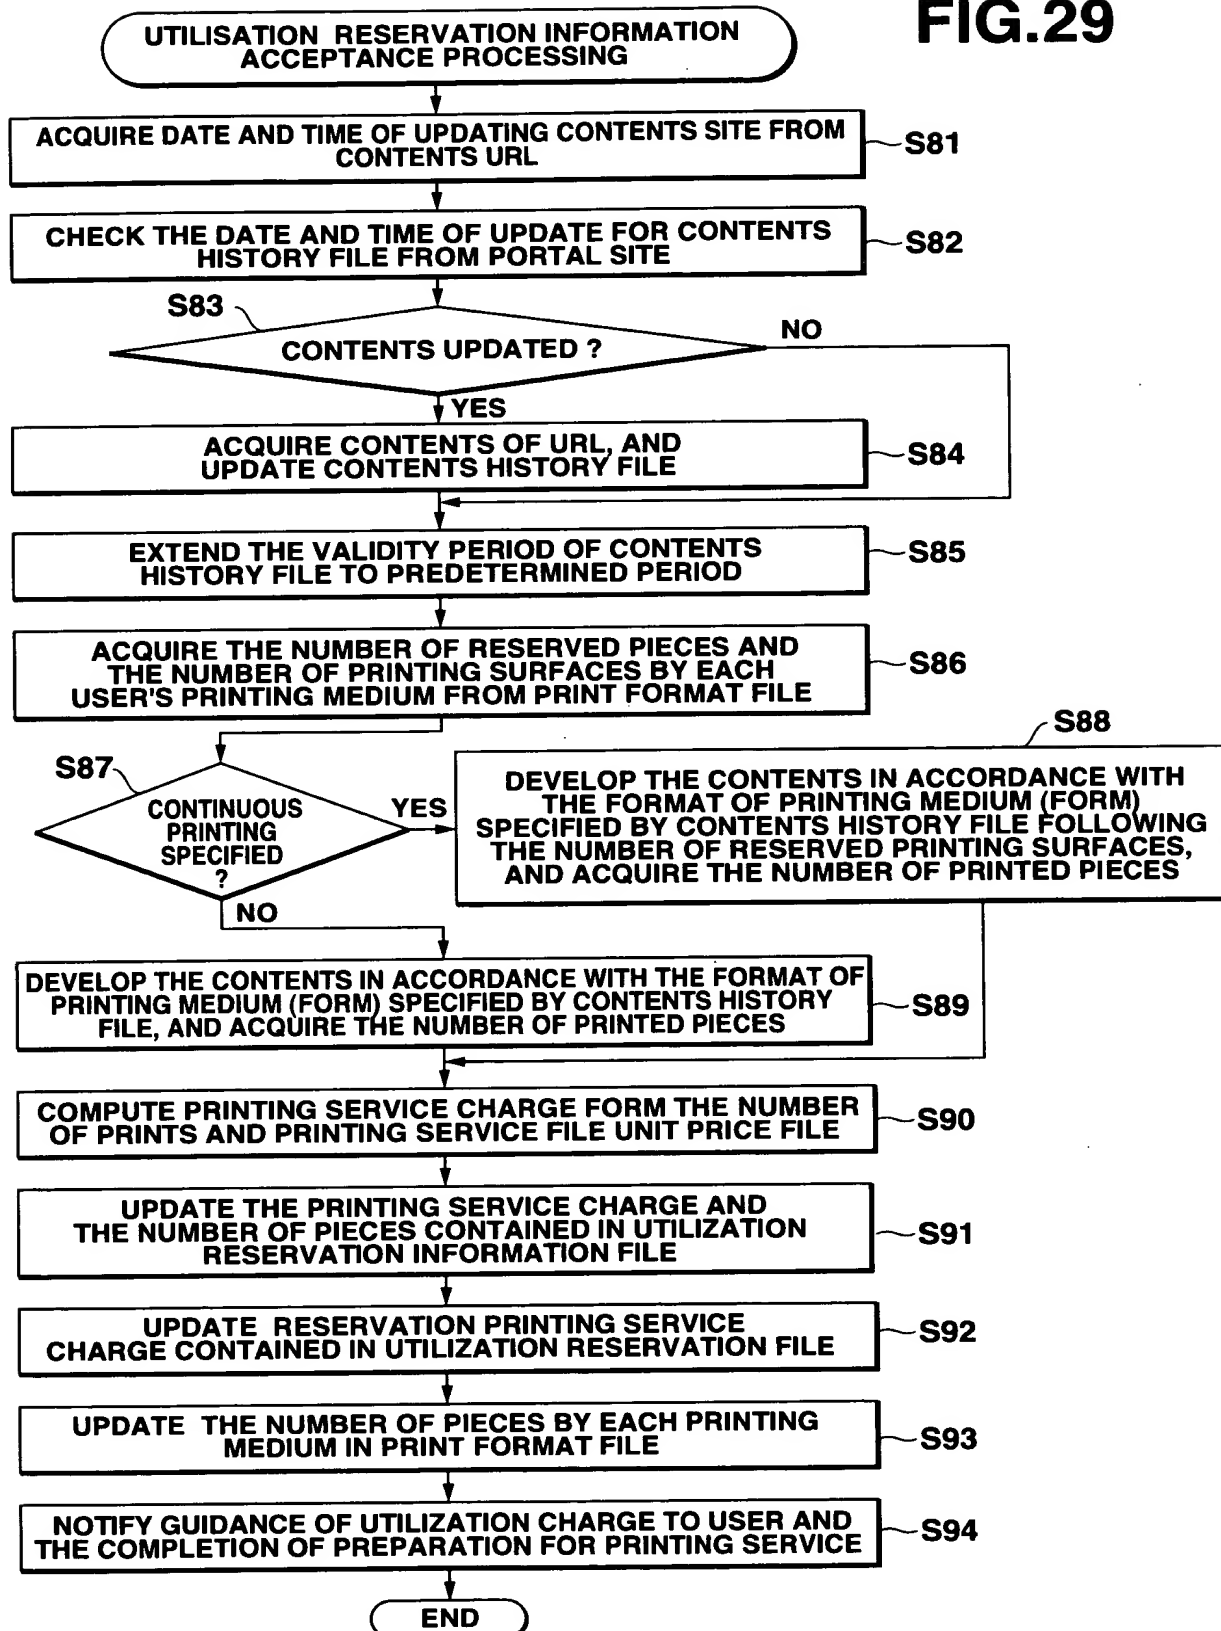 FIG.29
UTILISATION RESERVATION INFORMATION
ACCEPTANCE PROCESSING
ACQUIRE DATE AND TIME OF UPDATING CONTENTS SITE FROM
CONTENTS URL
S81
CHECK THE DATE AND TIME OF UPDATE FOR CONTENTS
HISTORY FILE FROM PORTAL SITE
S82
S83
CONTENTS UPDATED ?
NO
YES
ACQUIRE CONTENTS OF URL, AND
UPDATE CONTENTS HISTORY FILE
S84
EXTEND THE VALIDITY PERIOD OF CONTENTS
HISTORY FILE TO PREDETERMINED PERIOD
S85
ACQUIRE THE NUMBER OF RESERVED PIECES AND
THE NUMBER OF PRINTING SURFACES BY EACH
USER'S PRINTING MEDIUM FROM PRINT FORMAT FILE
S86
S87
CONTINUOUS
PRINTING
SPECIFIED
?
YES
NO
S88
DEVELOP THE CONTENTS IN ACCORDANCE WITH
THE FORMAT OF PRINTING MEDIUM (FORM)
SPECIFIED BY CONTENTS HISTORY FILE FOLLOWING
THE NUMBER OF RESERVED PRINTING SURFACES,
AND ACQUIRE THE NUMBER OF PRINTED PIECES
DEVELOP THE CONTENTS IN ACCORDANCE WITH THE FORMAT OF
PRINTING MEDIUM (FORM) SPECIFIED BY CONTENTS HISTORY
FILE, AND ACQUIRE THE NUMBER OF PRINTED PIECES
S89
COMPUTE PRINTING SERVICE CHARGE FORM THE NUMBER
OF PRINTS AND PRINTING SERVICE FILE UNIT PRICE FILE
S90
UPDATE THE PRINTING SERVICE CHARGE AND
THE NUMBER OF PIECES CONTAINED IN UTILIZATION
RESERVATION INFORMATION FILE
S91
UPDATE RESERVATION PRINTING SERVICE
CHARGE CONTAINED IN UTILIZATION RESERVATION FILE
S92
UPDATE THE NUMBER OF PIECES BY EACH PRINTING
MEDIUM IN PRINT FORMAT FILE
S93
NOTIFY GUIDANCE OF UTILIZATION CHARGE TO USER AND
THE COMPLETION OF PREPARATION FOR PRINTING SERVICE
S94
END